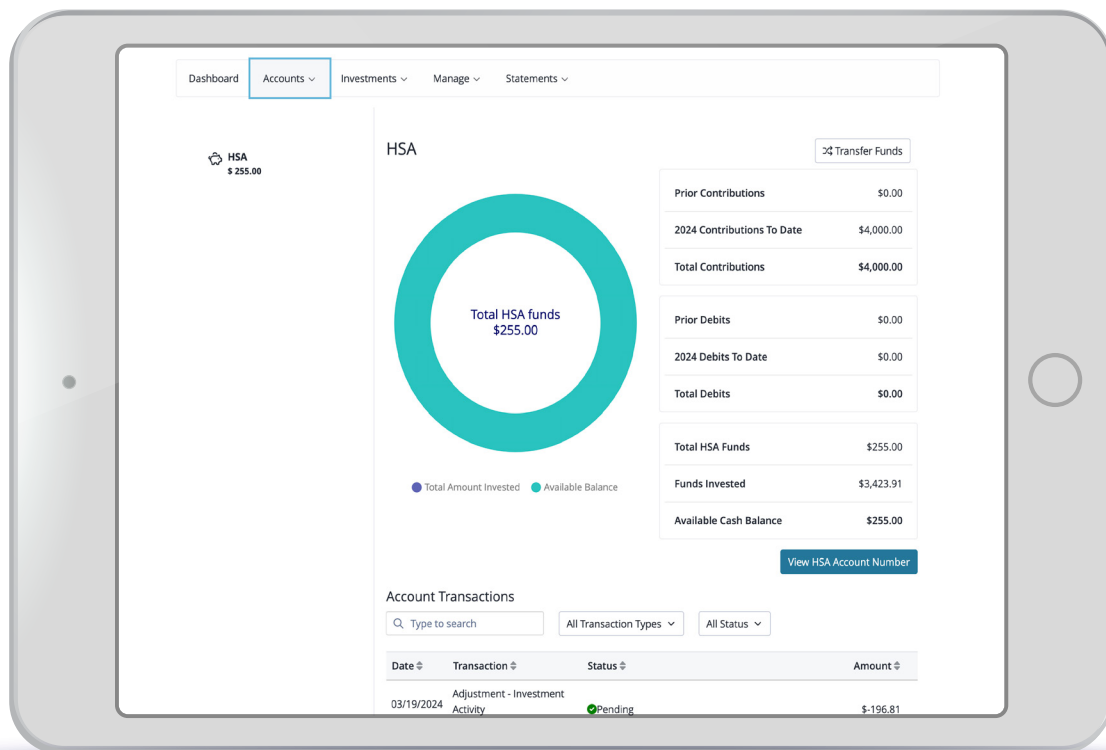 Dashboard Accounts Investments Manage Statements
HSA
$ 255.00
HSA
Transfer Funds
Total HSA funds
$255.00
Total Amount Invested Available Balance
Prior Contributions $0.00
2024 Contributions To Date $4,000.00
Total Contributions $4,000.00
Prior Debits $0.00
2024 Debits To Date $0.00
Total Debits $0.00
Total HSA Funds $255.00
Funds Invested $3,423.91
Available Cash Balance $255.00
View HSA Account Number
Account Transactions
Type to search All Transaction Types All Status
Date Transaction Status Amount
03/19/2024 Adjustment - Investment
Activity Pending $-196.81